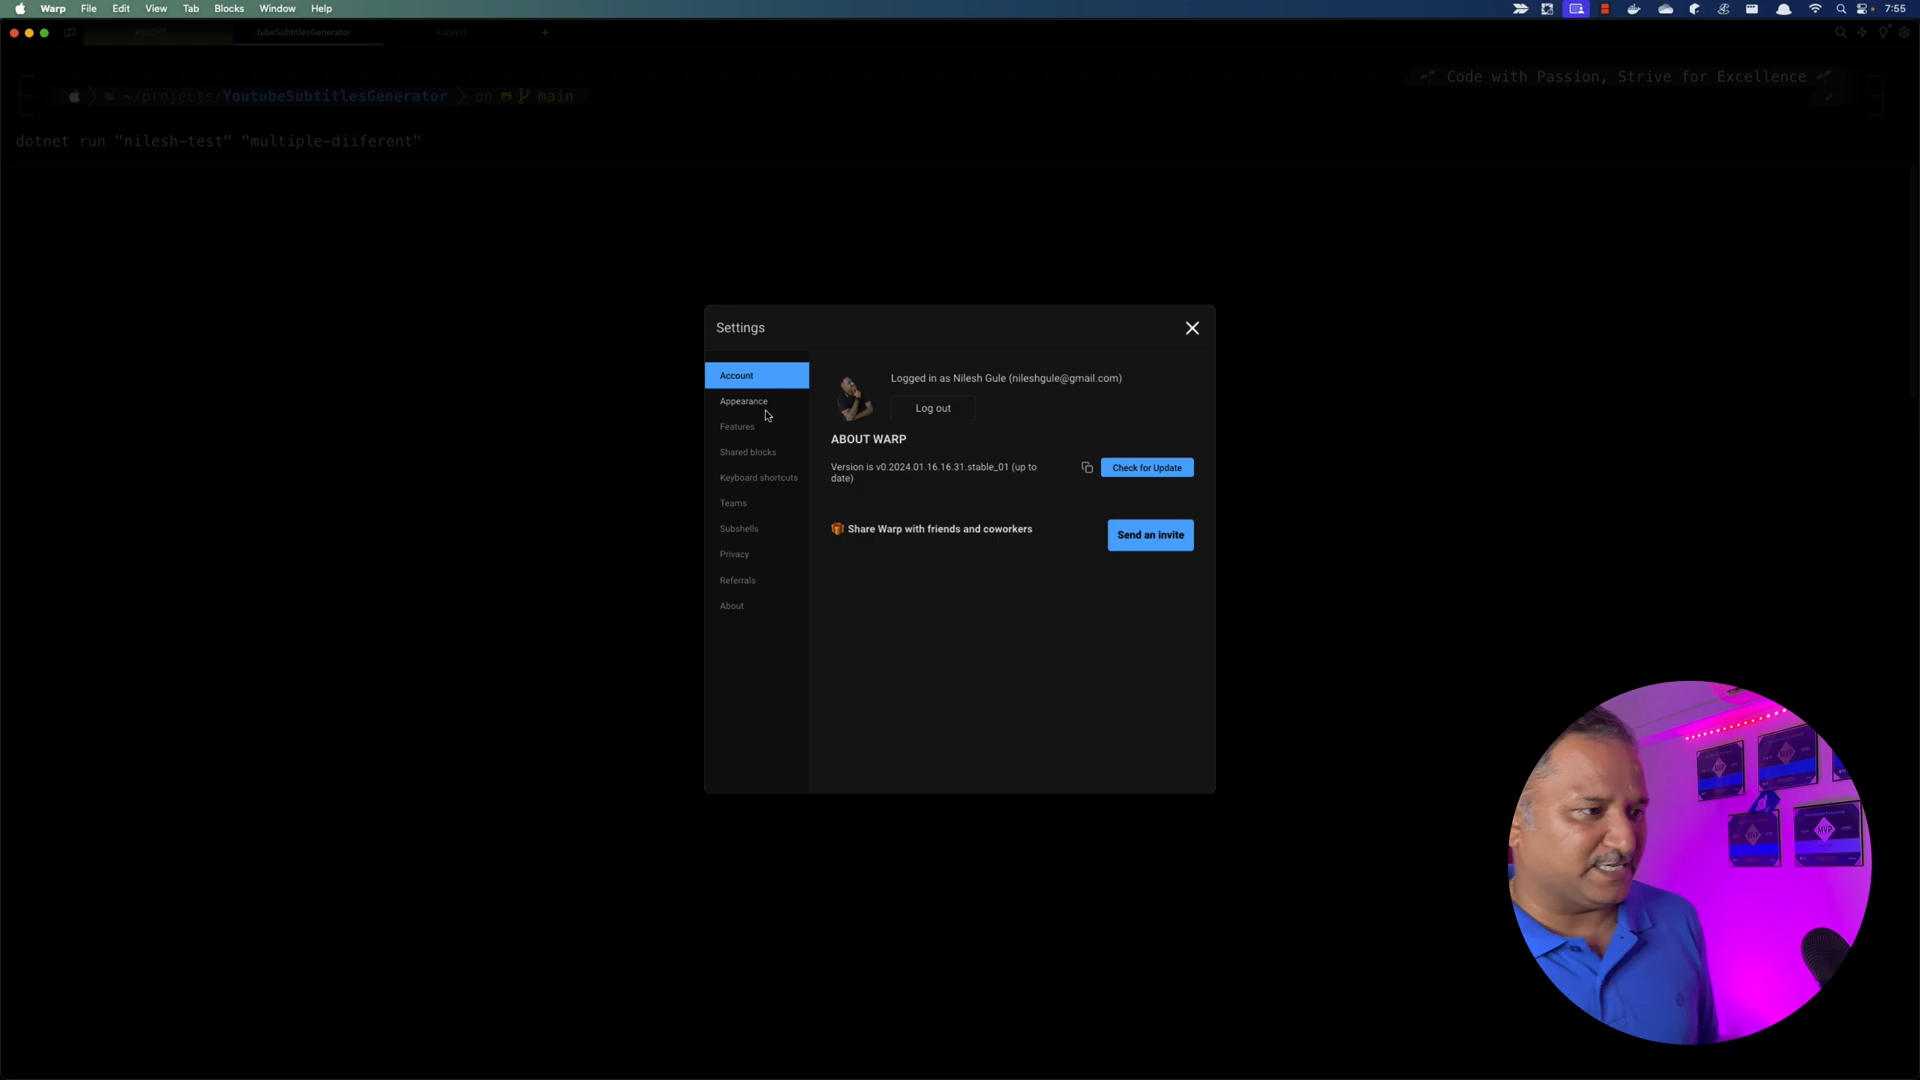 Warp File Edit View Tab Blocks Window Help
7:55
..tubeSubtitlesGenerator
Code with Passion, Strive for Excellence
~/projects/YoutubeSubtitlesGenerator on main
dotnet run "nilesh-test" "multiple-diiferent"
Settings
Account
Appearance
Features
Shared blocks
Keyboard shortcuts
Teams
Subshells
Privacy
Referrals
About
Logged in as Nilesh Gule (nileshgule@gmail.com)
Log out
ABOUT WARP
Version is v0.2024.01.16.16.31.stable_01 (up to
date)
Check for Update
Share Warp with friends and coworkers
Send an invite
MVP
MVP